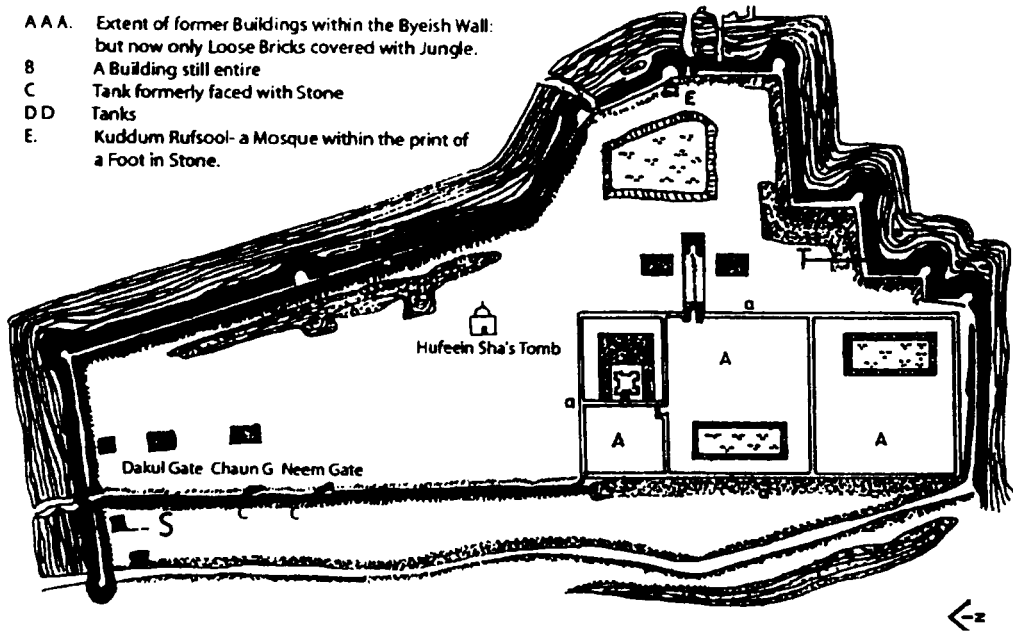 A A A. Extent of former Buildings within the Byeish Wall:
but now only Loose Bricks covered with Jungle.
B A Building still entire
C Tank formerly faced with Stone
D D Tanks
E. Kuddum Rufsool- a Mosque within the print of
a Foot in Stone.
E
T
a
Hufeein Sha's Tomb
A
a
A
A
Dakul Gate Chaun G Neem Gate
S
C C
N